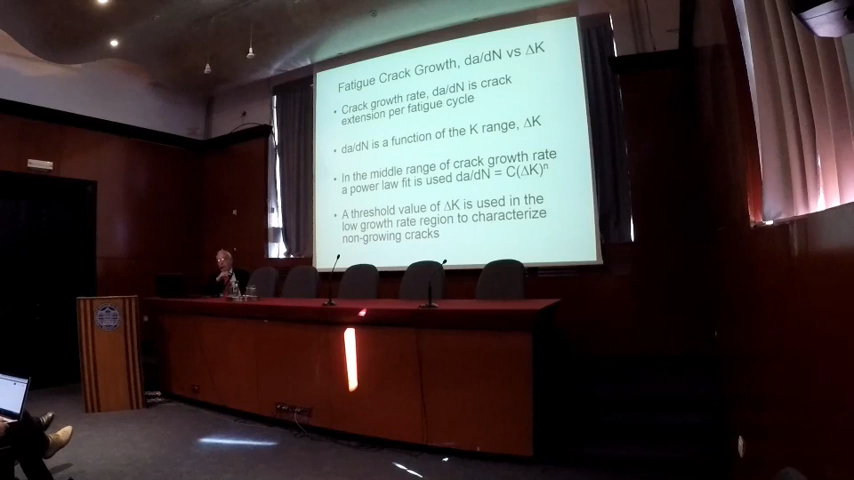 Fatigue Crack Growth, da/dN vs ΔK
• Crack growth rate, da/dN is crack
extension per fatigue cycle
• da/dN is a function of the K range, ΔK
• In the middle range of crack growth rate
a power law fit is used da/dN = C(ΔK)ⁿ
• A threshold value of ΔK is used in the
low growth rate region to characterize
non-growing cracks